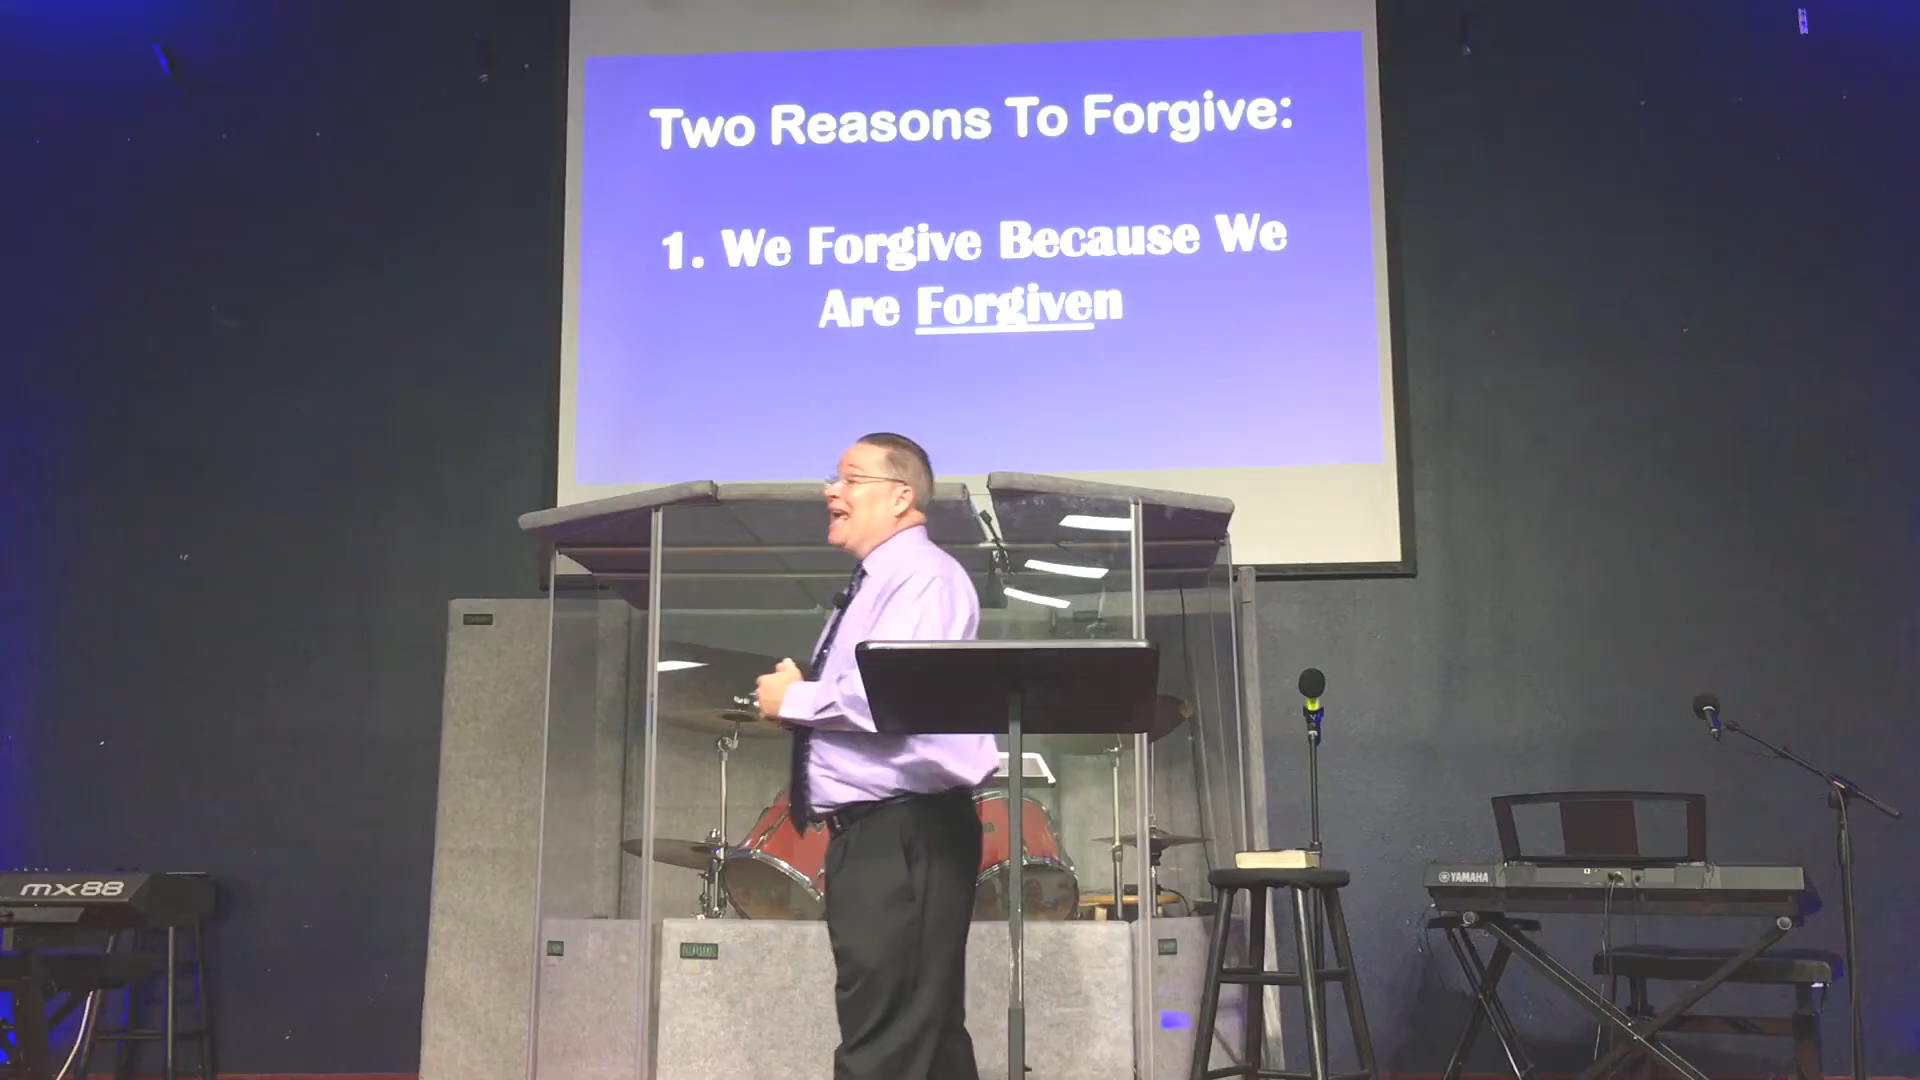 Two Reasons To Forgive:
1. We Forgive Because We
Are Forgiven
mx88
YAMAHA